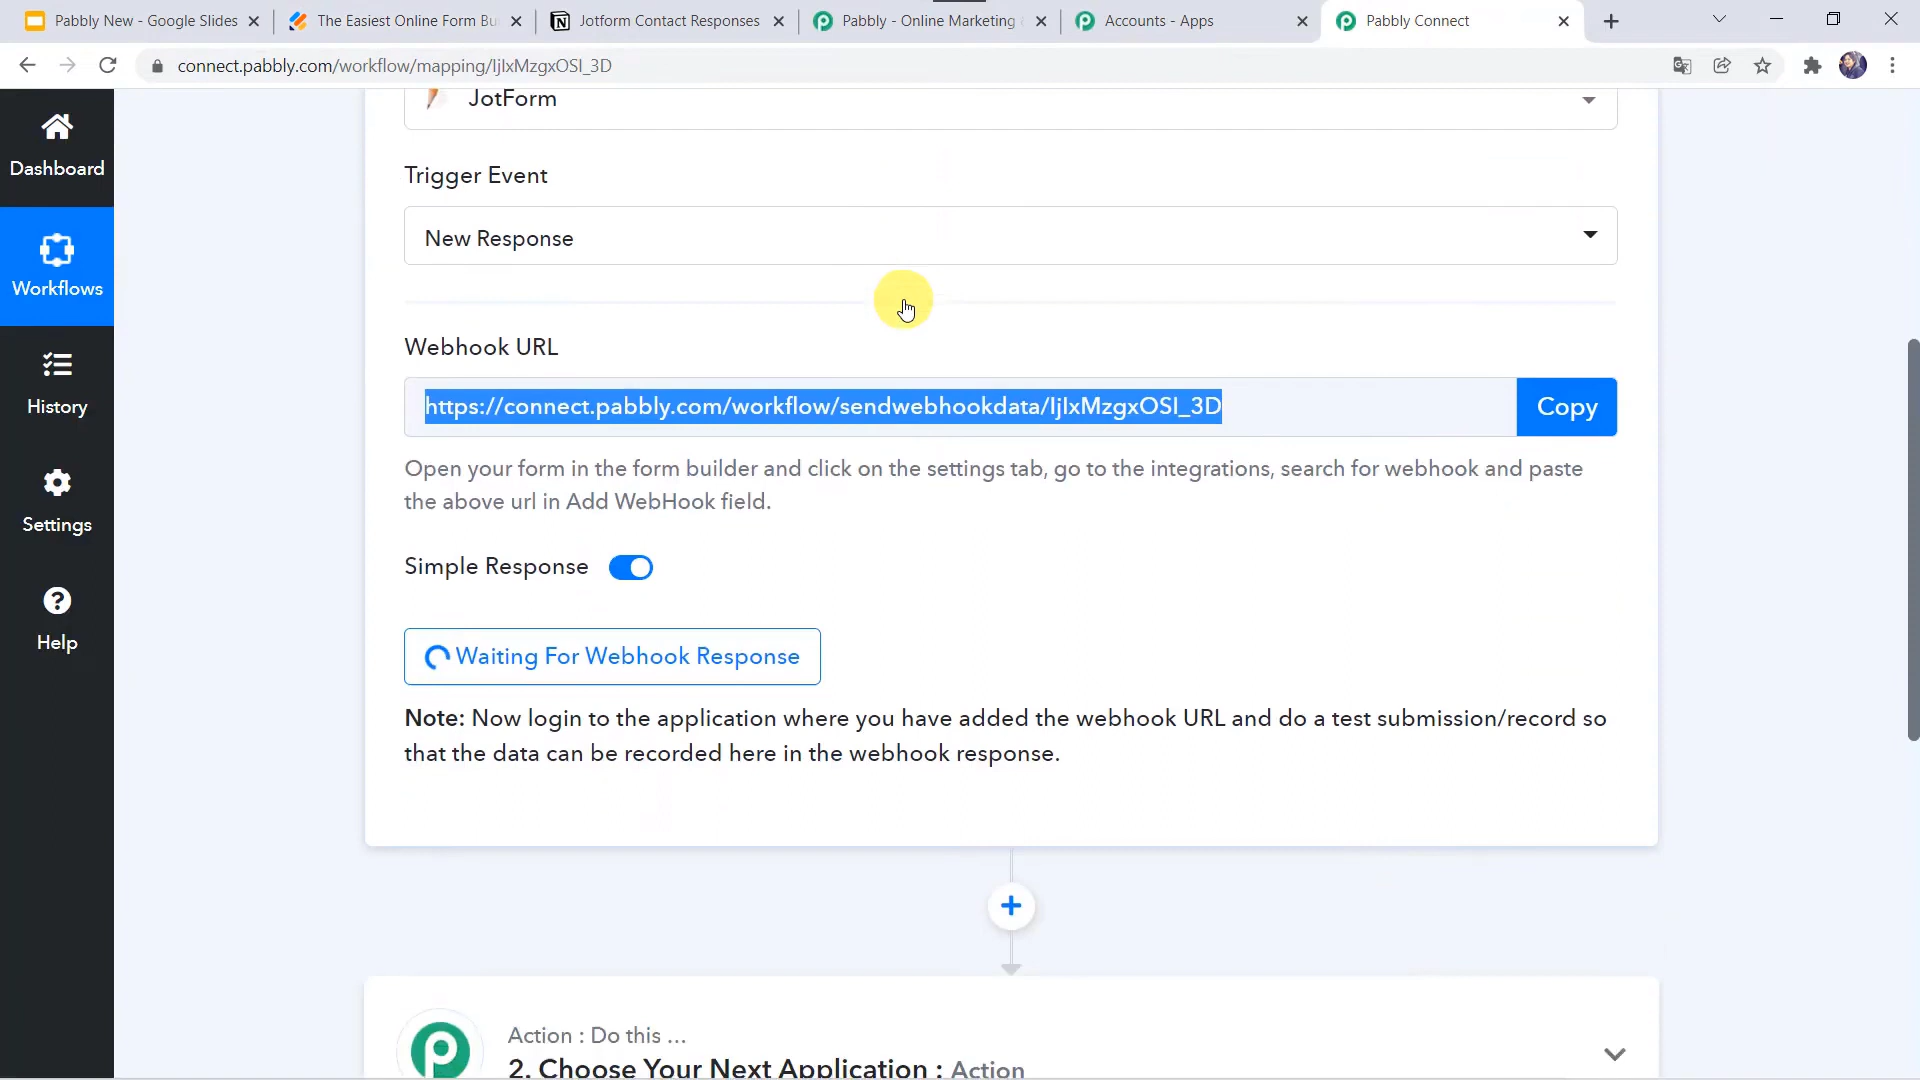 Pabbly New - Google Slides
The Easiest Online Form Bu
Jotform Contact Responses
Pabbly - Online Marketing
Accounts - Apps
Pabbly Connect
connect.pabbly.com/workflow/mapping/IjIxMzgxOSI_3D
Dashboard
Workflows
History
Settings
Help
JotForm
Trigger Event
New Response
Webhook URL
https://connect.pabbly.com/workflow/sendwebhookdata/IjIxMzgxOSI_3D
Copy
Open your form in the form builder and click on the settings tab, go to the integrations, search for webhook and paste
the above url in Add WebHook field.
Simple Response
Waiting For Webhook Response
Note: Now login to the application where you have added the webhook URL and do a test submission/record so
that the data can be recorded here in the webhook response.
Action : Do this ...
2. Choose Your Next Application : Action